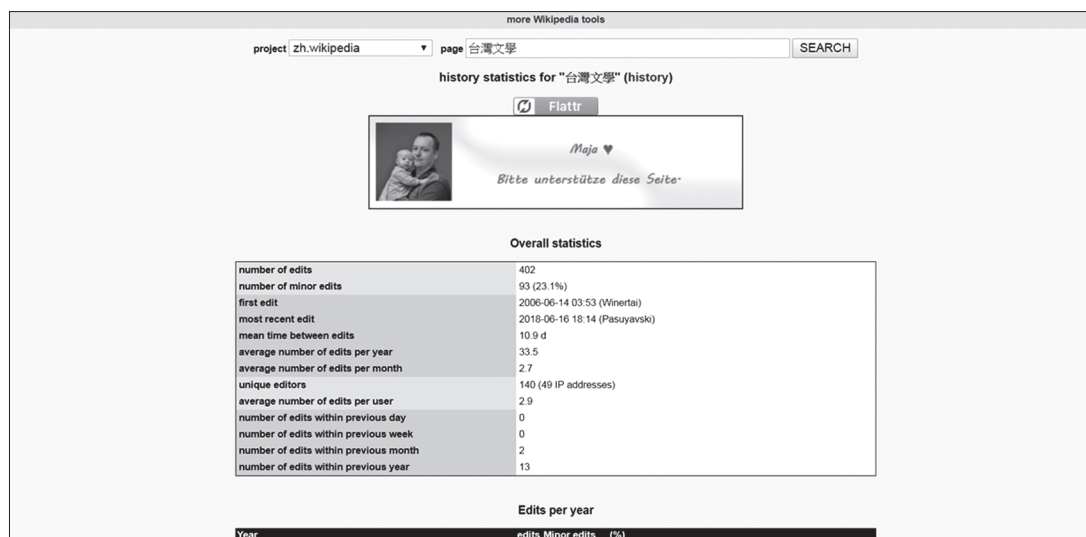 more Wikipedia tools
project zh.wikipedia page 台灣文學 SEARCH
history statistics for "台灣文學" (history)
Flattr
Maja ♥
Bitte unterstütze diese Seite.
Overall statistics
number of edits 402
number of minor edits 93 (23.1%)
first edit 2006-06-14 03:53 (Winertai)
most recent edit 2018-06-16 18:14 (Pasuyavski)
mean time between edits 10.9 d
average number of edits per year 33.5
average number of edits per month 2.7
unique editors 140 (49 IP addresses)
average number of edits per user 2.9
number of edits within previous day 0
number of edits within previous week 0
number of edits within previous month 2
number of edits within previous year 13
Edits per year
Year edits Minor edits (%)